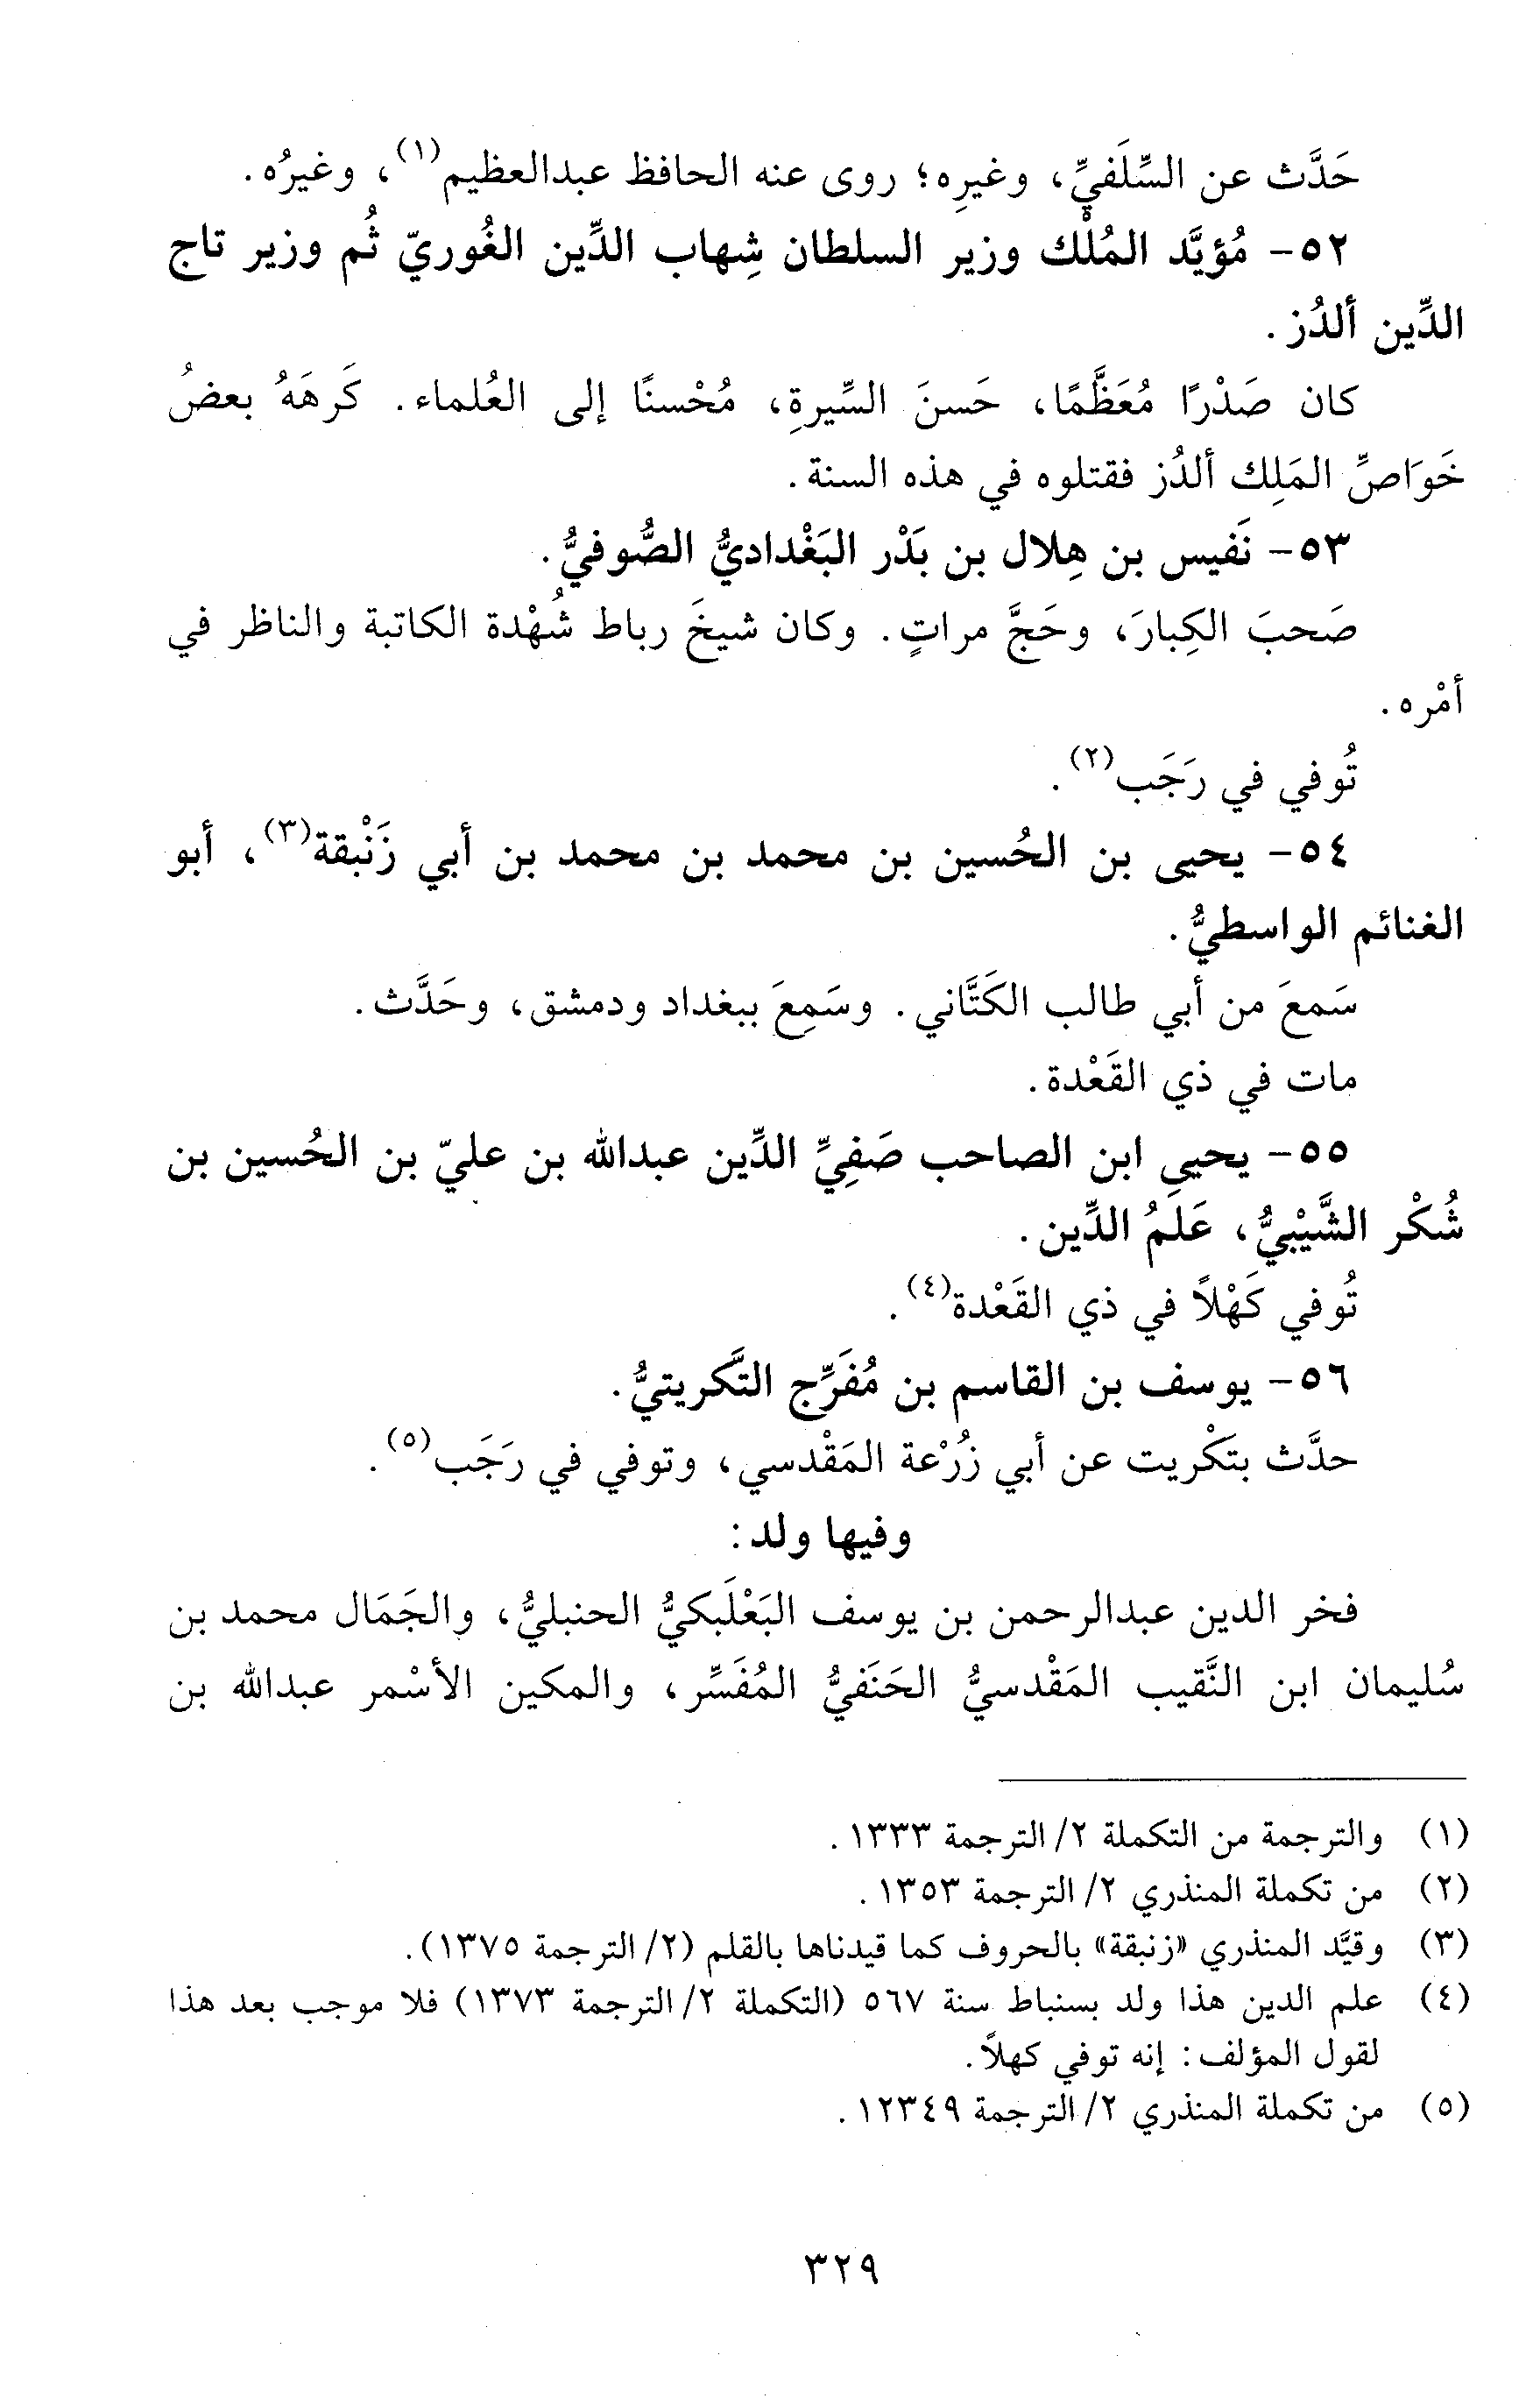 حَدَّث عن السِّلَفيِّ، وغيرِه؛ روى عنه الحافظ عبدالعظيم(١)، وغيرُه.
٥٢- مُؤيَّد المُلْك وزير السلطان شِهاب الدِّين الغُوريّ ثُم وزير تاج
الدِّين ألدُز.
كان صَدْرًا مُعَظَّمًا، حَسنَ السِّيرةِ، مُحْسنًا إلى العُلماء. كَرهَهُ بعضُ
خَوَاصِّ المَلِك ألدُز فقتلوه في هذه السنة.
٥٣- نَفيس بن هِلال بن بَدْر البَغْداديُّ الصُّوفيُّ.
صَحبَ الكِبارَ، وحَجَّ مراتٍ. وكان شيخَ رباط شُهْدة الكاتبة والناظر في
أمْره.
تُوفي في رَجَب(٢).
٥٤- يحيى بن الحُسين بن محمد بن محمد بن أبي زَنْبقة(٣)، أبو
الغنائم الواسطيُّ.
سَمعَ من أبي طالب الكَتَّاني. وسَمِعَ ببغداد ودمشق، وحَدَّث.
مات في ذي القَعْدة.
٥٥- يحيى ابن الصاحب صَفِيِّ الدِّين عبدالله بن عليّ بن الحُسين بن
شُكْر الشَّيْبيُّ، عَلَمُ الدِّين.
تُوفي كَهْلاً في ذي القَعْدة(٤).
٥٦- يوسف بن القاسم بن مُفَرِّج التَّكريتيُّ.
حدَّث بتَكْريت عن أبي زُرْعة المَقْدسي، وتوفي في رَجَب(٥).
وفيها ولد:
فخر الدين عبدالرحمن بن يوسف البَعْلَبكيُّ الحنبليُّ، والجَمَال محمد بن
سُليمان ابن النَّقيب المَقْدسيُّ الحَنَفيُّ المُفَسِّر، والمكين الأسْمر عبدالله بن
(١) والترجمة من التكملة ٢/ الترجمة ١٣٣٣.
(٢) من تكملة المنذري ٢/ الترجمة ١٣٥٣.
(٣) وقيَّد المنذري «زنبقة» بالحروف كما قيدناها بالقلم (٢/ الترجمة ١٣٧٥).
(٤) علم الدين هذا ولد بسنباط سنة ٥٦٧ (التكملة ٢/ الترجمة ١٣٧٣) فلا موجب بعد هذا
لقول المؤلف: إنه توفي كهلاً.
(٥) من تكملة المنذري ٢/ الترجمة ١٢٣٤٩.
٣٢٩